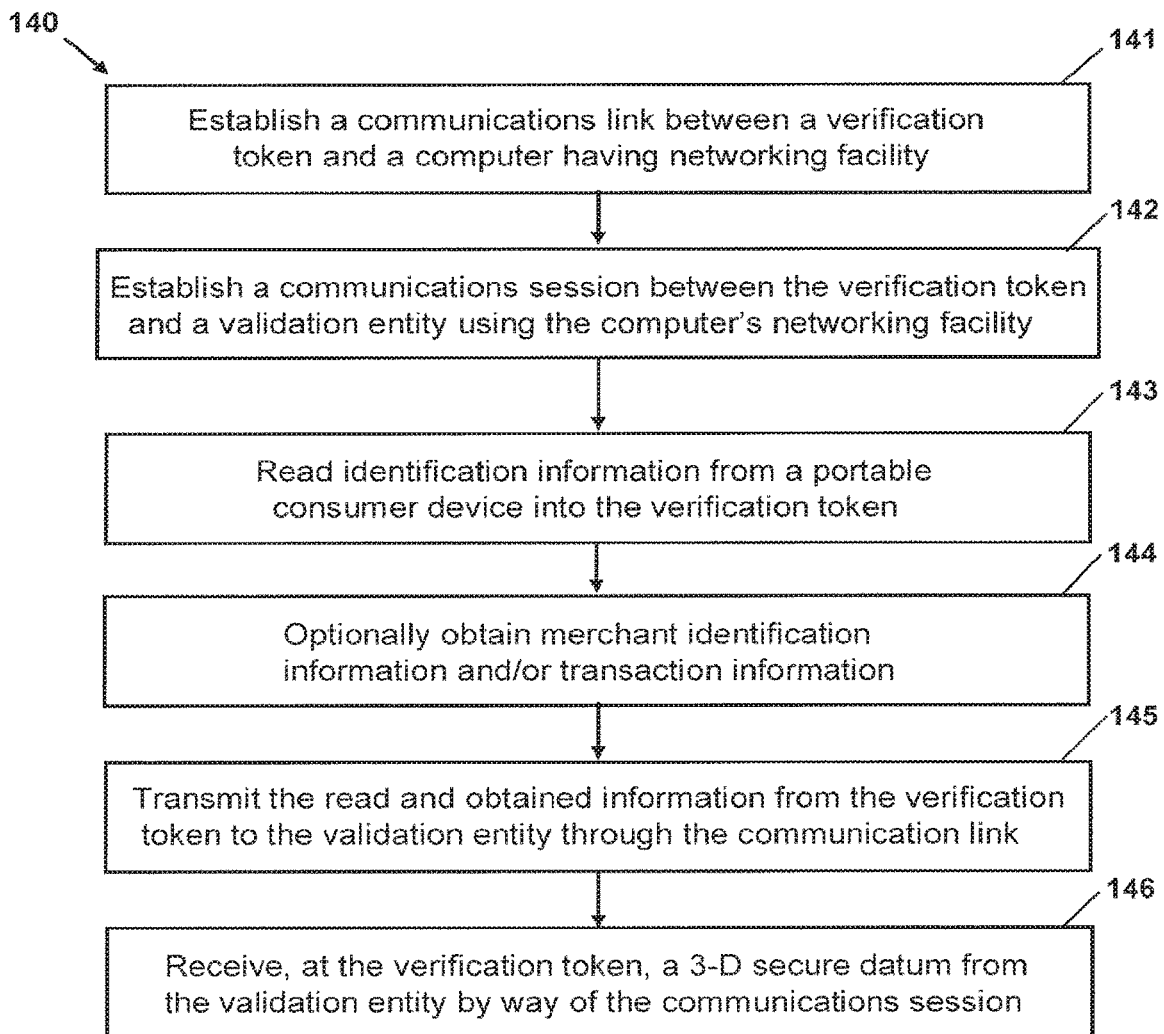 140
141
Establish a communications link between a verification
token and a computer having networking facility
142
Establish a communications session between the verification token
and a validation entity using the computer's networking facility
143
Read identification information from a portable
consumer device into the verification token
144
Optionally obtain merchant identification
information and/or transaction information
145
Transmit the read and obtained information from the verification
token to the validation entity through the communication link
146
Receive, at the verification token, a 3-D secure datum from
the validation entity by way of the communications session